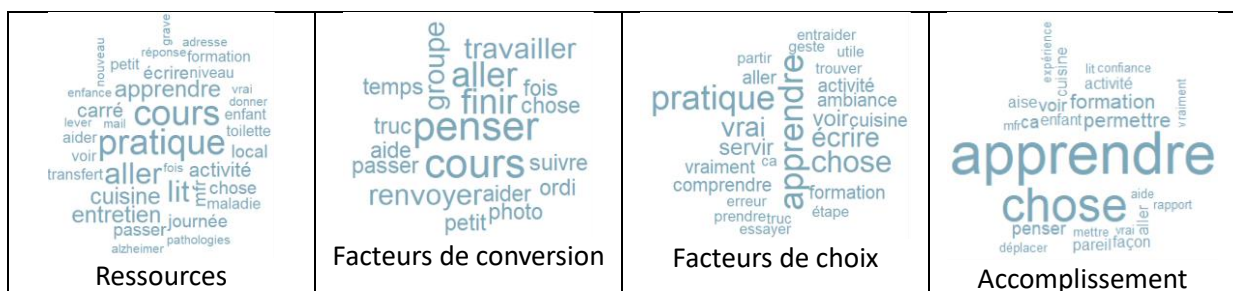 grave
adresse
nouveau
réponse formation
petit
écrire niveau
enfance apprendre vrai
donner
carré cours enfant
lever mail
aider pratique toilette
voir local
transfert aller fois activité
cuisine lit mfr chose
maladie
entretien
passer journée
alzheimer pathologies
Ressources
groupe travailler
temps aller fois
finir chose
truc penser
aide
passer cours suivre
renvoyer aider ordi
petit photo
Facteurs de conversion
entraider
partir geste utile
aller trouver
pratique apprendre activité
ambiance
vrai voir cuisine
servir écrire
vraiment ca chose
comprendre
erreur formation
prendre truc étape
essayer
Facteurs de choix
expérience
cuisine lit confiance
activité
aise voir formation vraiment
mfr ca enfant permettre
apprendre
chose aide
rapport
penser mettre vrai aller
déplacer pareil façon
Accomplissement